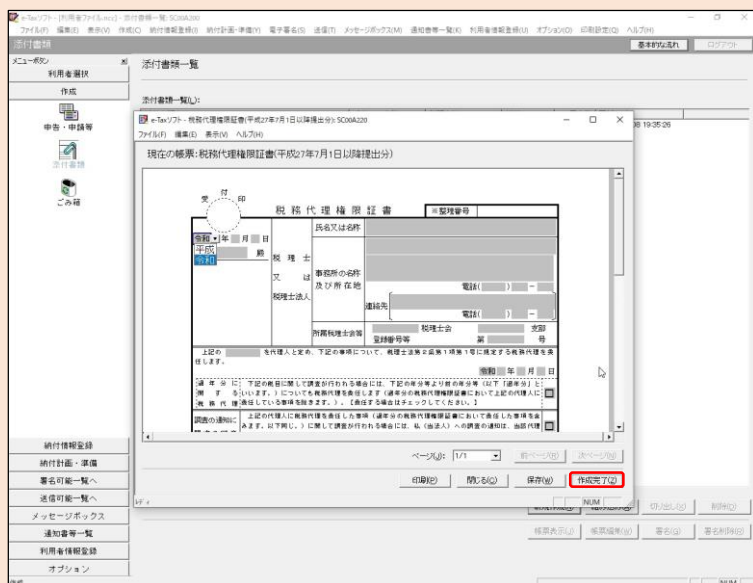 e-Taxソフト - [利用者ファイル.ncc] - 添付書類一覧: SC00A200
ファイル(F) 編集(E) 表示(V) 作成(C) 納付情報登録(I) 納付計画・準備(Y) 電子署名(S) 送信(T) メッセージボックス(M) 通知書等一覧(K) 利用者情報登録(U) オプション(O) 印刷設定(Q) ヘルプ(H)
添付書類
基本的な流れ
ログアウト
メニューボタン
利用者選択
作成
申告・申請等
添付書類
ごみ箱
納付情報登録
納付計画・準備
署名可能一覧へ
送信可能一覧へ
メッセージボックス
通知書等一覧
利用者情報登録
オプション
添付書類一覧
添付書類一覧(L):
19:35:26
e-Taxソフト - 税務代理権限証書(平成27年7月1日以降提出分): SC00A220
ファイル(F) 編集(E) 表示(V) ヘルプ(H)
現在の帳票:税務代理権限証書(平成27年7月1日以降提出分)
受 付 印
税 務 代 理 権 限 証 書
※整理番号
令和 年 月 日
平成
令和
殿
税 理 士
又 は
税理士法人
氏名又は名称
事務所の名称
及び所在地
電話( ) -
連絡先
電話( ) -
所属税理士会等
税理士会 支部
登録番号等 第 号
上記の を代理人と定め、下記の事項について、税理士法第2条第1項第1号に規定する税務代理を委
任します。
令和 年 月 日
過 年 分 に
関 す る
税 務 代 理
下記の税目に関して調査が行われる場合には、下記の年分等より前の年分等(以下「過年分」と
いいます。)についても税務代理を委任します(過年分の税務代理権限証書において上記の代理人に
委任している事項を除きます。)。【委任する場合はチェックしてください。】
調査の通知に
上記の代理人に税務代理を委任した事項(過年分の税務代理権限証書において委任した事項を含
みます。以下同じ。)に関して調査が行われる場合には、私(当法人)への調査の通知は、当該代理
ページ(J): 1/1
前ページ(B)
次ページ(N)
印刷(P)
閉じる(C)
保存(W)
作成完了(Z)
レディ
NUM
切り出し(X)
削除(D)
帳票表示(J)
帳票編集(W)
署名(G)
署名削除(R)
作成
NUM